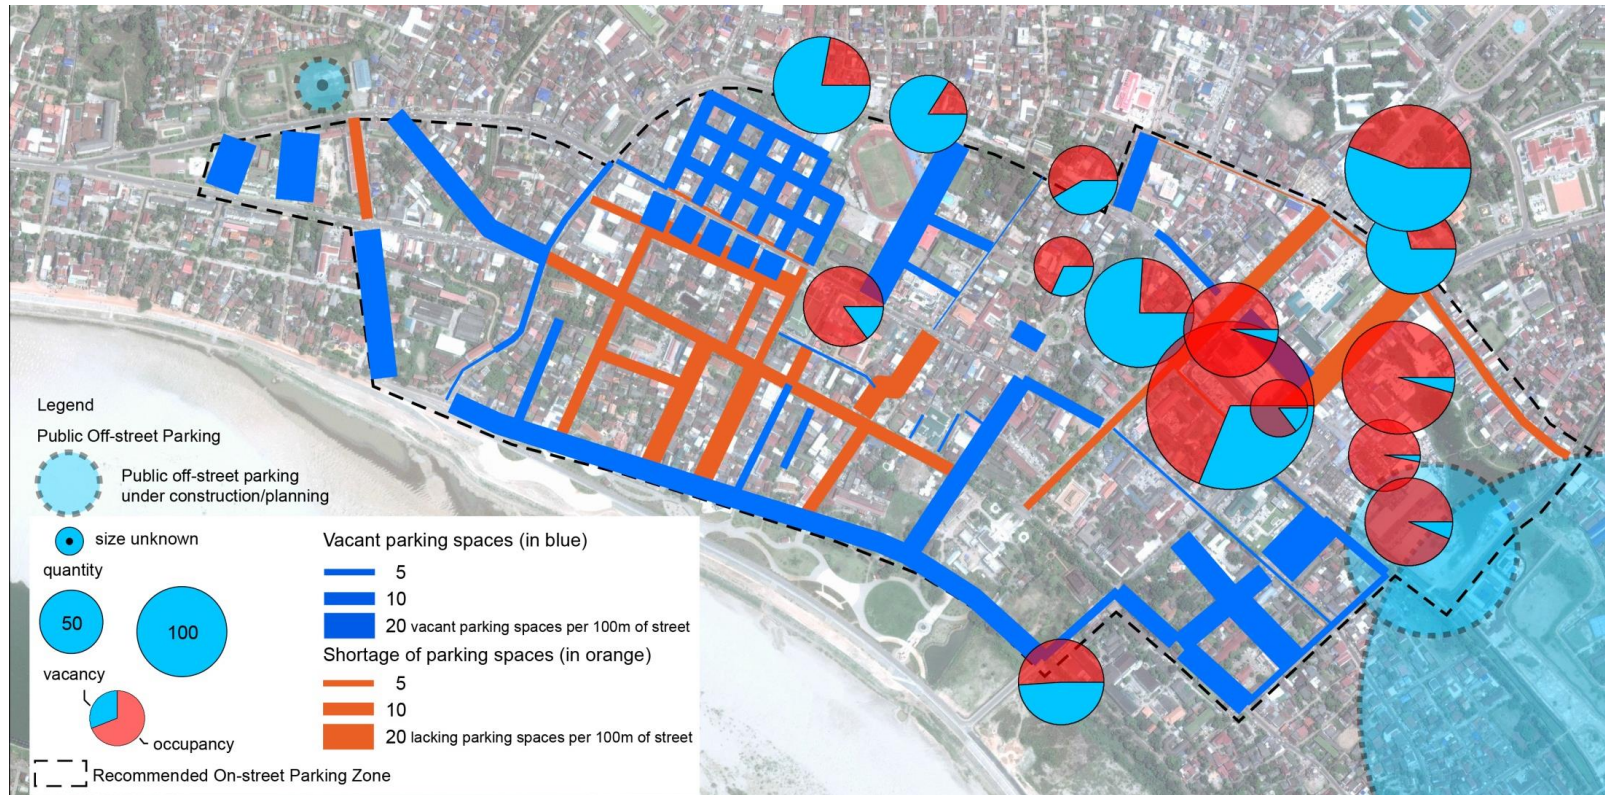 Legend
Public Off-street Parking
Public off-street parking
under construction/planning
size unknown
quantity
50
100
vacancy
occupancy
Vacant parking spaces (in blue)
5
10
20 vacant parking spaces per 100m of street
Shortage of parking spaces (in orange)
5
10
20 lacking parking spaces per 100m of street
Recommended On-street Parking Zone